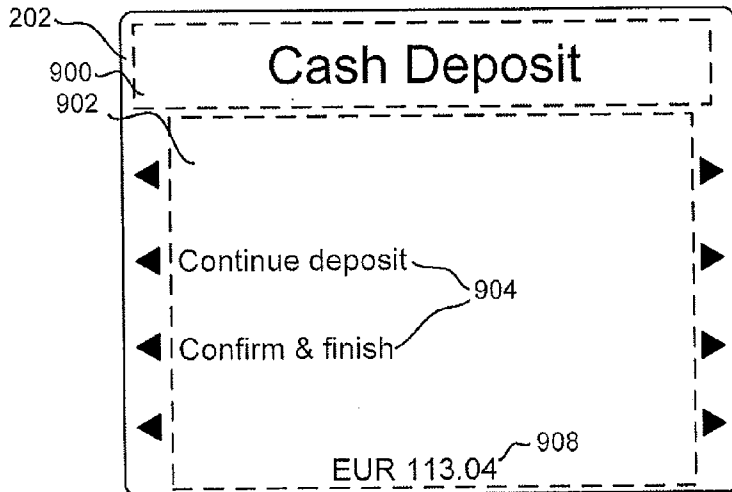 202
900
Cash Deposit
902
Continue deposit
904
Confirm & finish
908
EUR 113.04